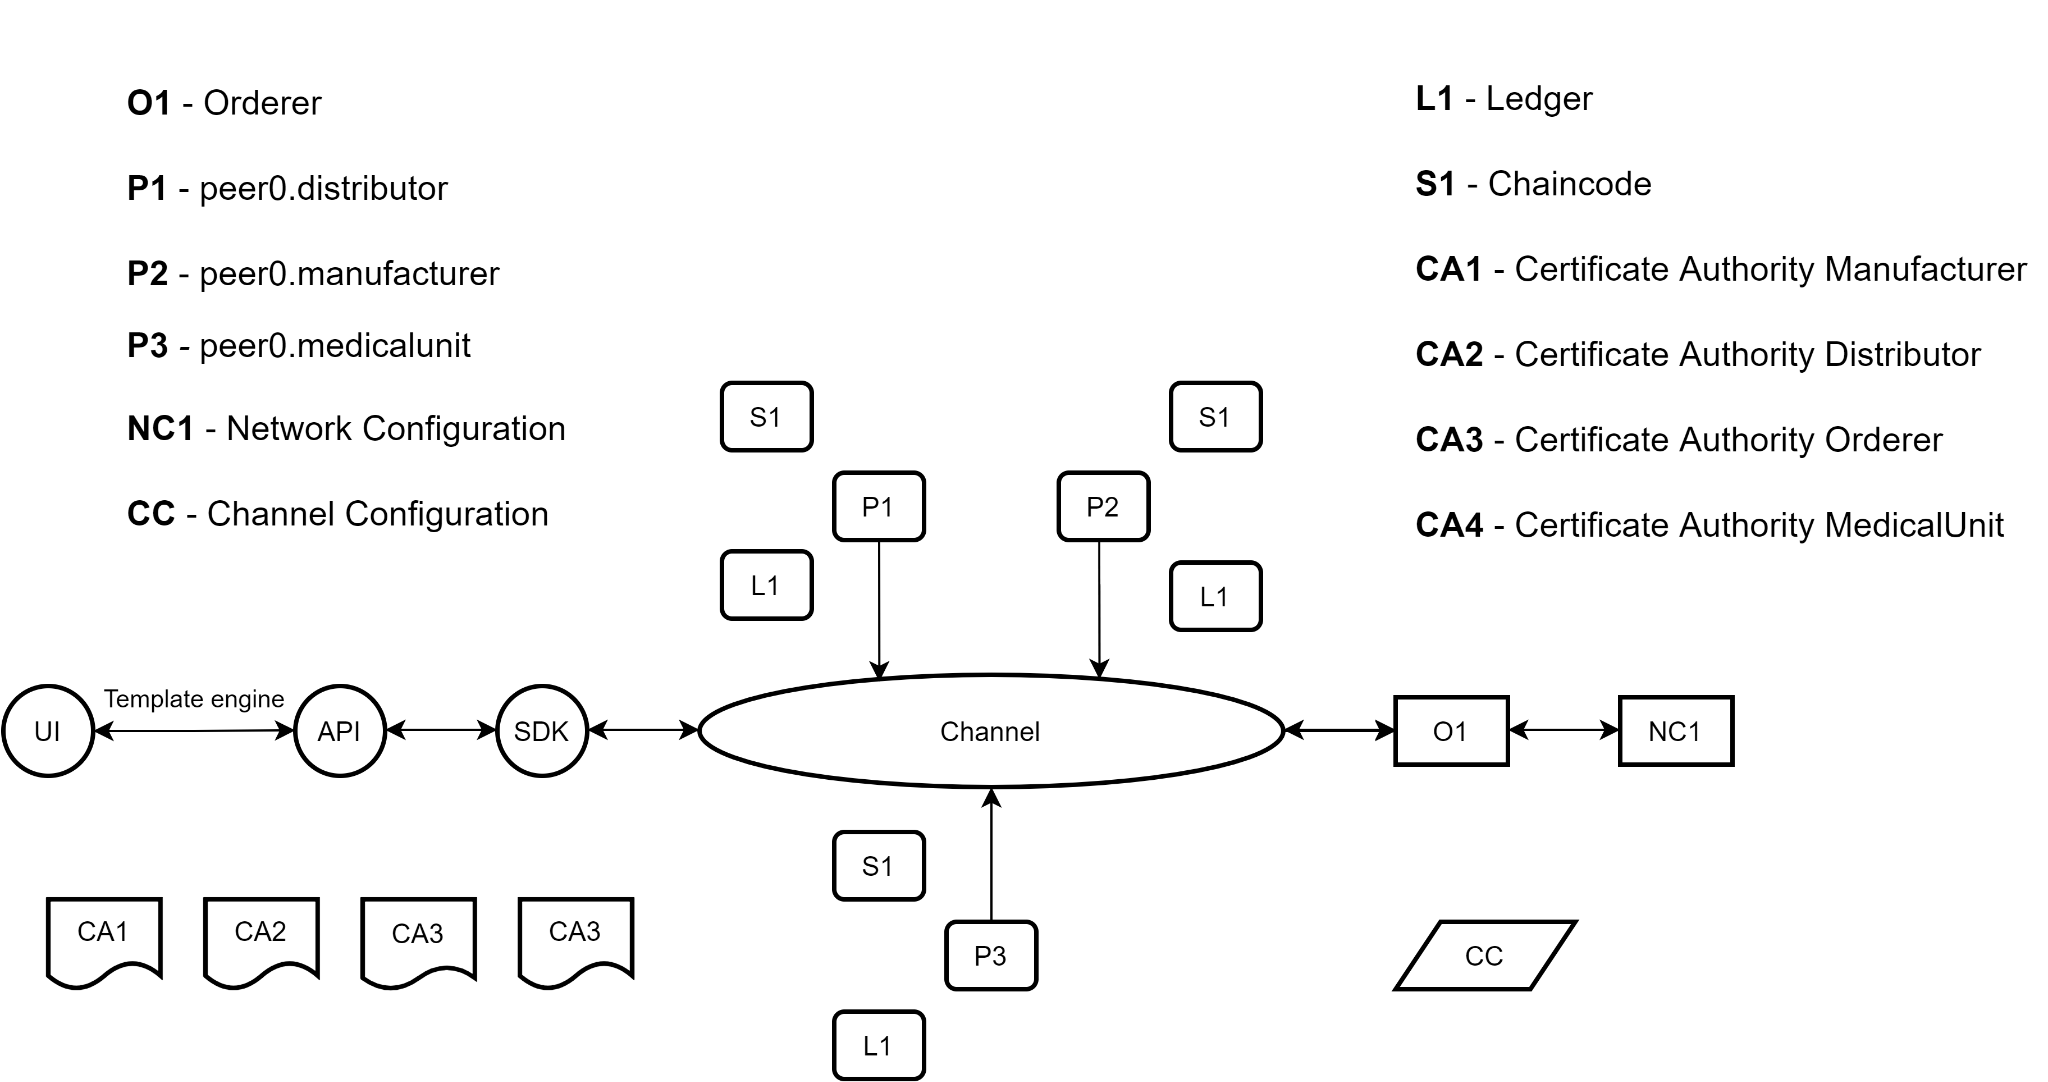 O1 - Orderer
P1 - peer0.distributor
P2 - peer0.manufacturer
P3 - peer0.medicalunit
NC1 - Network Configuration
CC - Channel Configuration
L1 - Ledger
S1 - Chaincode
CA1 - Certificate Authority Manufacturer
CA2 - Certificate Authority Distributor
CA3 - Certificate Authority Orderer
CA4 - Certificate Authority MedicalUnit
S1
S1
P1
P2
L1
L1
Template engine
UI
API
SDK
Channel
O1
NC1
S1
CA1
CA2
CA3
CA3
P3
CC
L1